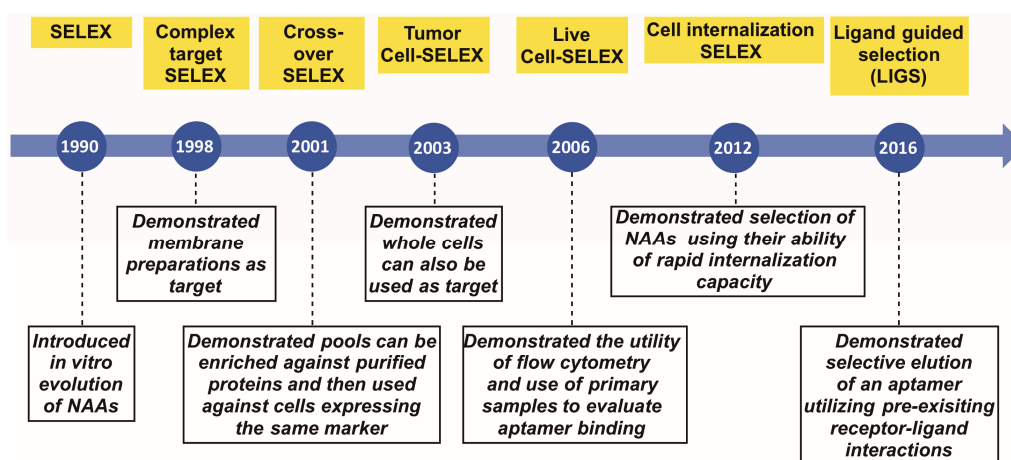 SELEX
Complex
target
SELEX
Cross-
over
SELEX
Tumor
Cell-SELEX
Live
Cell-SELEX
Cell internalization
SELEX
Ligand guided
selection
(LIGS)
1990
1998
2001
2003
2006
2012
2016
Demonstrated
membrane
preparations as
target
Demonstrated
whole cells
can also be
used as target
Demonstrated selection of
NAAs using their ability
of rapid internalization
capacity
Introduced
in vitro
evolution
of NAAs
Demonstrated pools can be
enriched against purified
proteins and then used
against cells expressing
the same marker
Demonstrated the utility
of flow cytometry
and use of primary
samples to evaluate
aptamer binding
Demonstrated
selective elution
of an aptamer
utilizing pre-exisiting
receptor-ligand
interactions